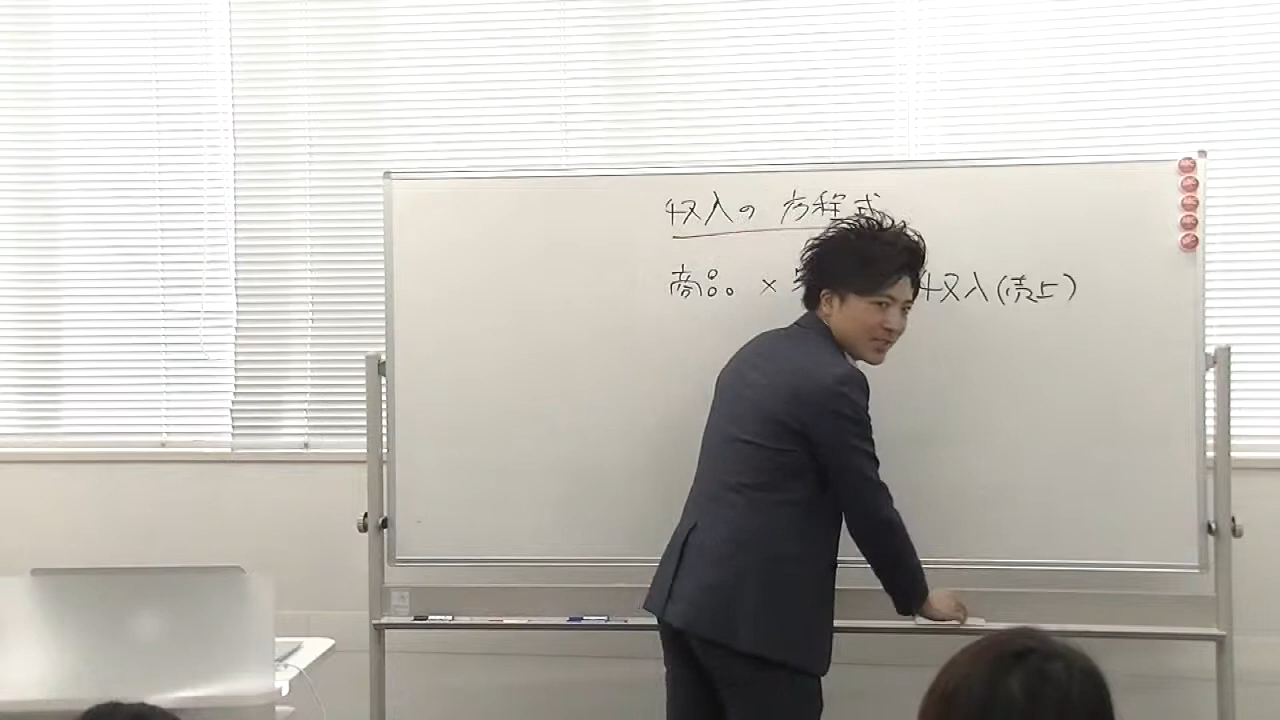 収入の 方程式
商品 × 収入(売上)